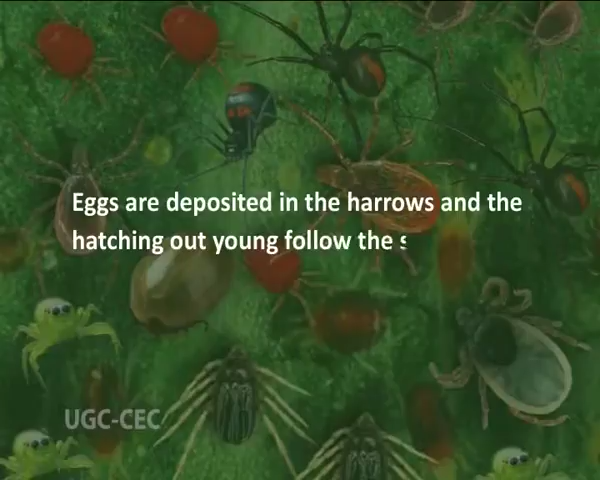 Eggs are deposited in the harrows and the
hatching out young follow the s
UGC-CEC